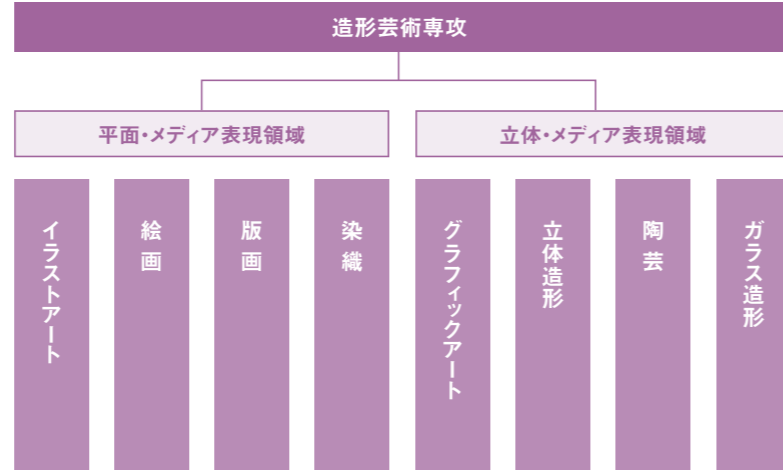 造形芸術専攻
平面・メディア表現領域
立体・メディア表現領域
イラストアート
絵画
版画
染織
グラフィックアート
立体造形
陶芸
ガラス造形